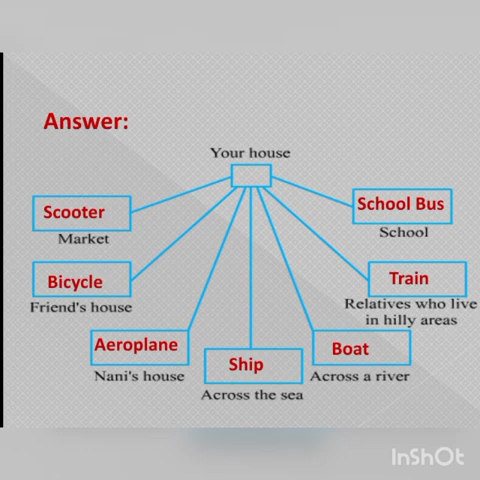 Answer:
Your house
Scooter
Market
School Bus
School
Bicycle
Friend's house
Train
Relatives who live
in hilly areas
Aeroplane
Nani's house
Ship
Across the sea
Boat
Across a river
InShOt